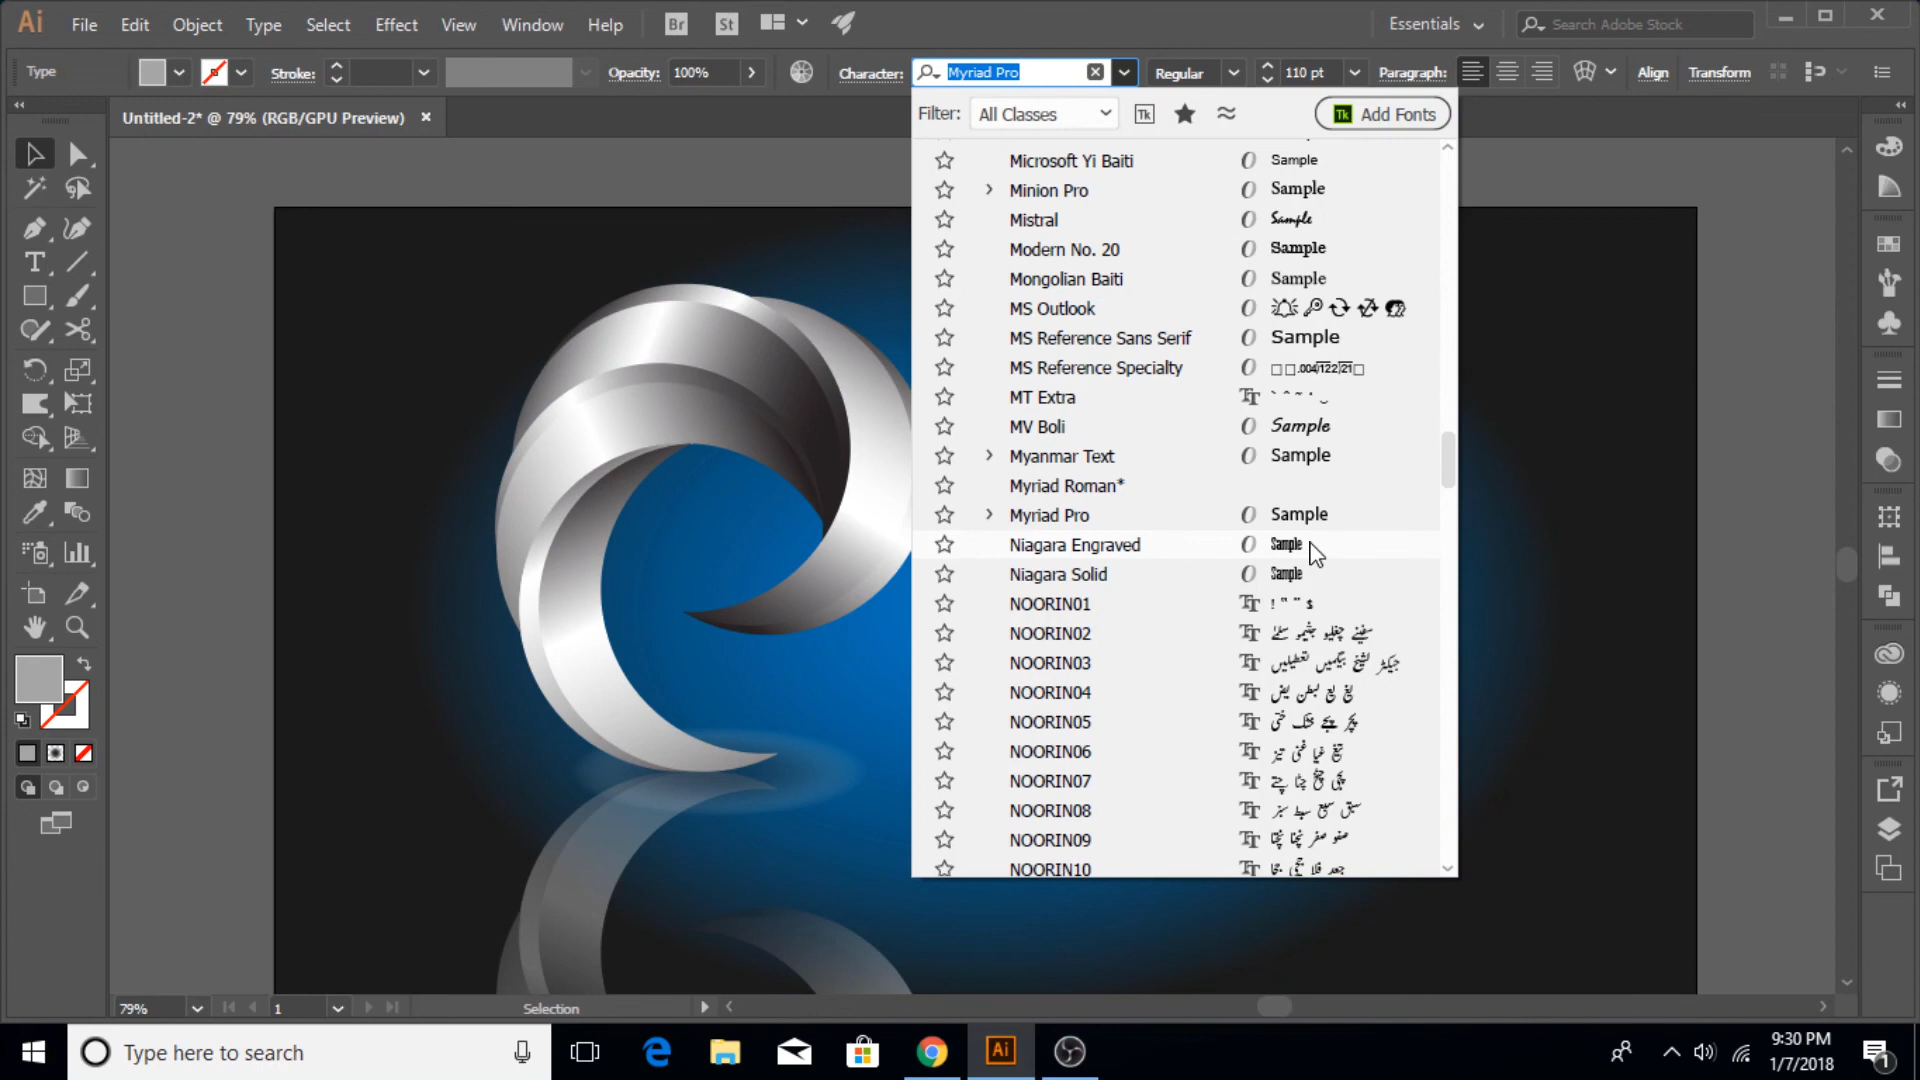 Ai File Edit Object Type Select Effect View Window Help Br St Essentials Search Adobe Stock
Type Stroke: Opacity: 100% Character: Myriad Pro Regular 110 pt Paragraph: Align Transform
Untitled-2* @ 79% (RGB/GPU Preview)
Filter: All Classes Tk Tk Add Fonts
Microsoft Yi Baiti Sample
Minion Pro Sample
Mistral Sample
Modern No. 20 Sample
Mongolian Baiti Sample
MS Outlook
MS Reference Sans Serif Sample
MS Reference Specialty
MT Extra
MV Boli Sample
Myanmar Text Sample
Myriad Roman*
Myriad Pro Sample
Niagara Engraved Sample
Niagara Solid Sample
NOORIN01 ! " " $
NOORIN02
NOORIN03
NOORIN04
NOORIN05
NOORIN06
NOORIN07
NOORIN08
NOORIN09
NOORIN10
79% 1 Selection
Type here to search Ai 9:30 PM
1/7/2018 1